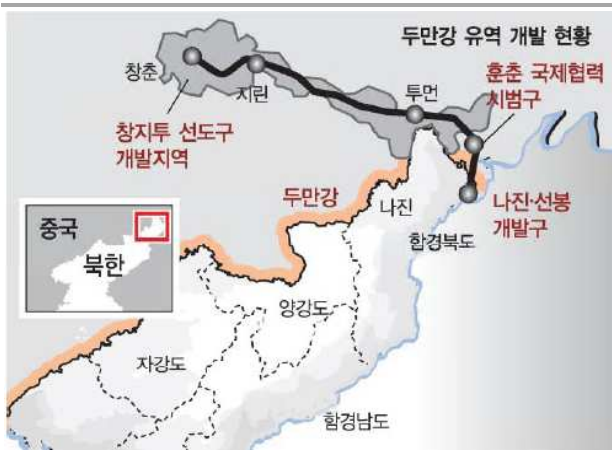 두만강 유역 개발 현황
창춘
지린
투먼
훈춘 국제협력
시범구
창지투 선도구
개발지역
두만강
나진
나진·선봉
개발구
함경북도
중국
북한
양강도
자강도
함경남도